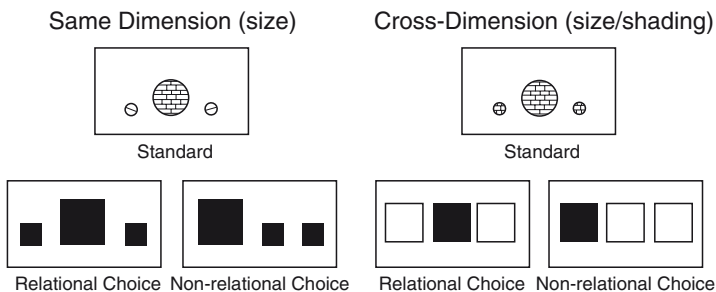 Same Dimension (size)
Cross-Dimension (size/shading)
Standard
Standard
Relational Choice
Non-relational Choice
Relational Choice
Non-relational Choice